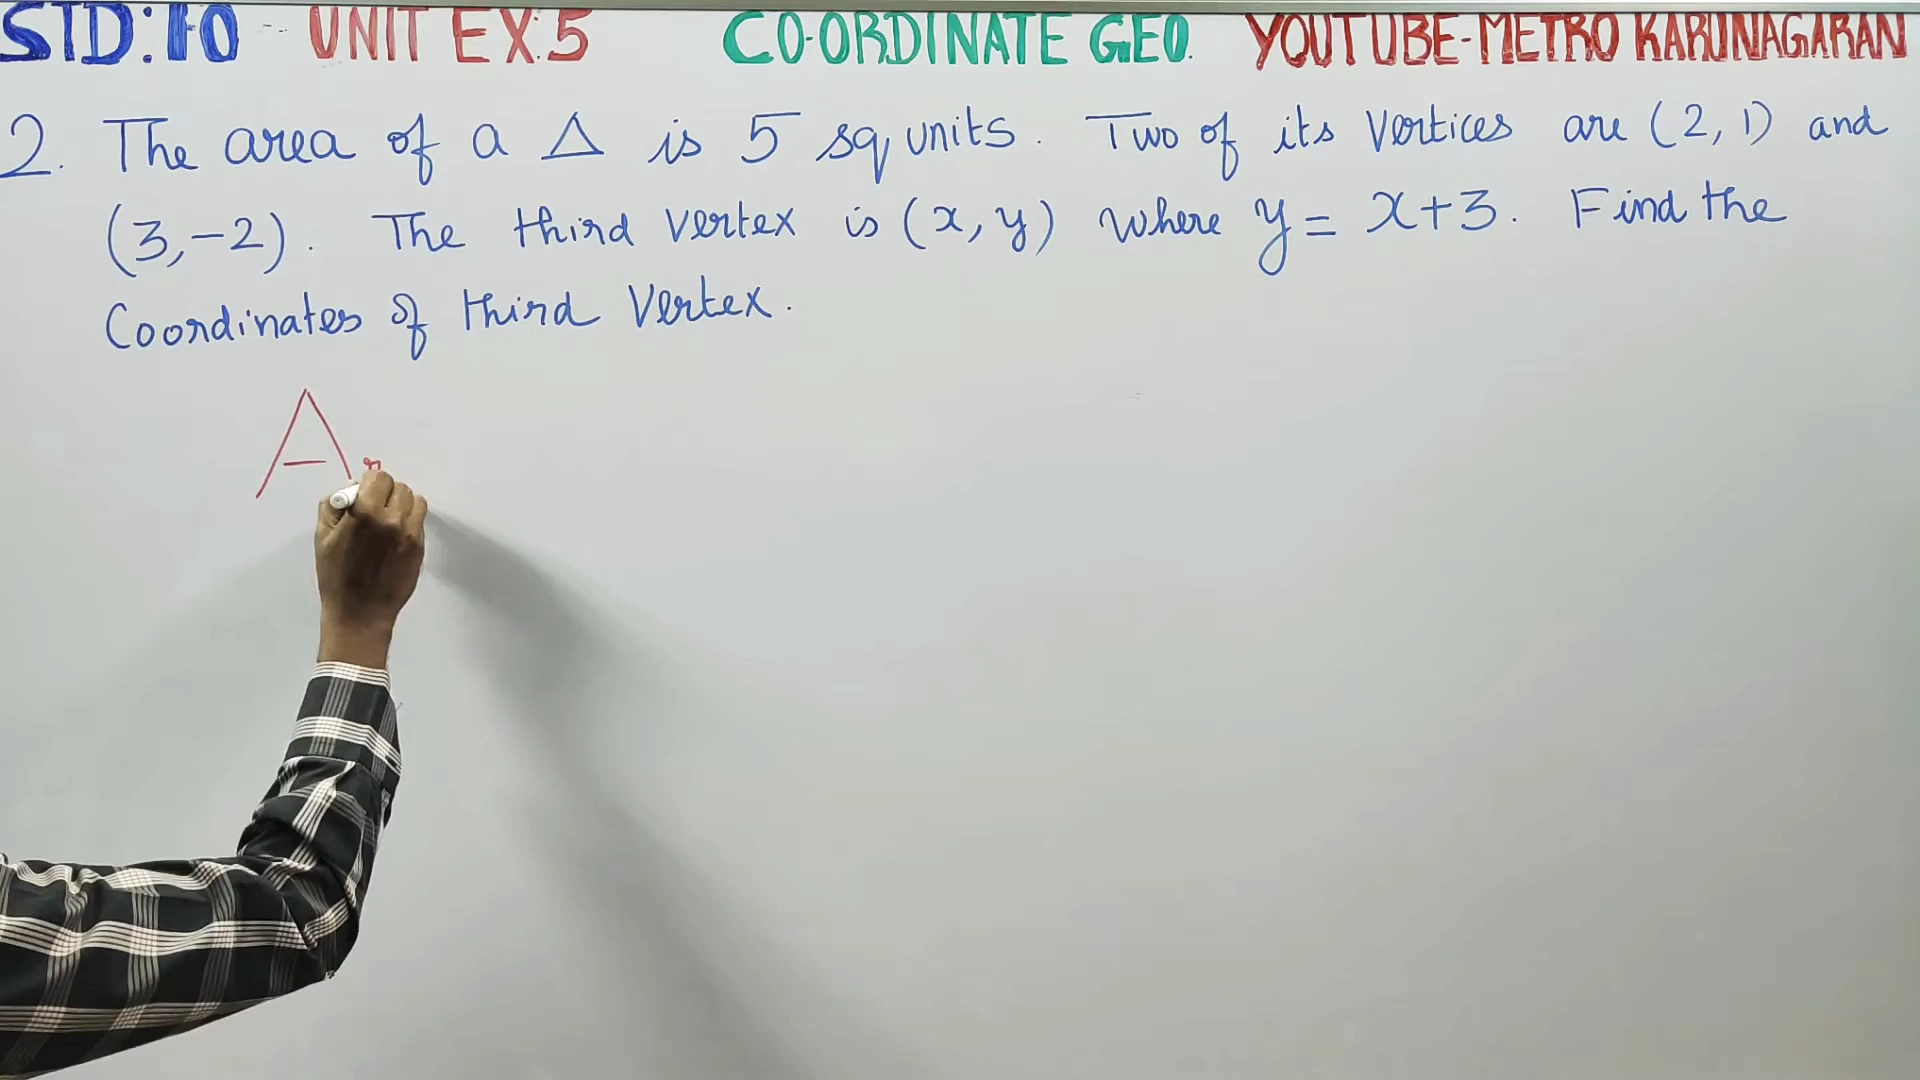 STD: 10 UNIT EX: 5 CO-ORDINATE GEO. YOUTUBE-METRO KARUNAGARAN
2. The area of a Δ is 5 sq units. Two of its vertices are (2, 1) and
(3, -2). The third vertex is (x, y) where y = x+3. Find the
Coordinates of third Vertex.
Ar